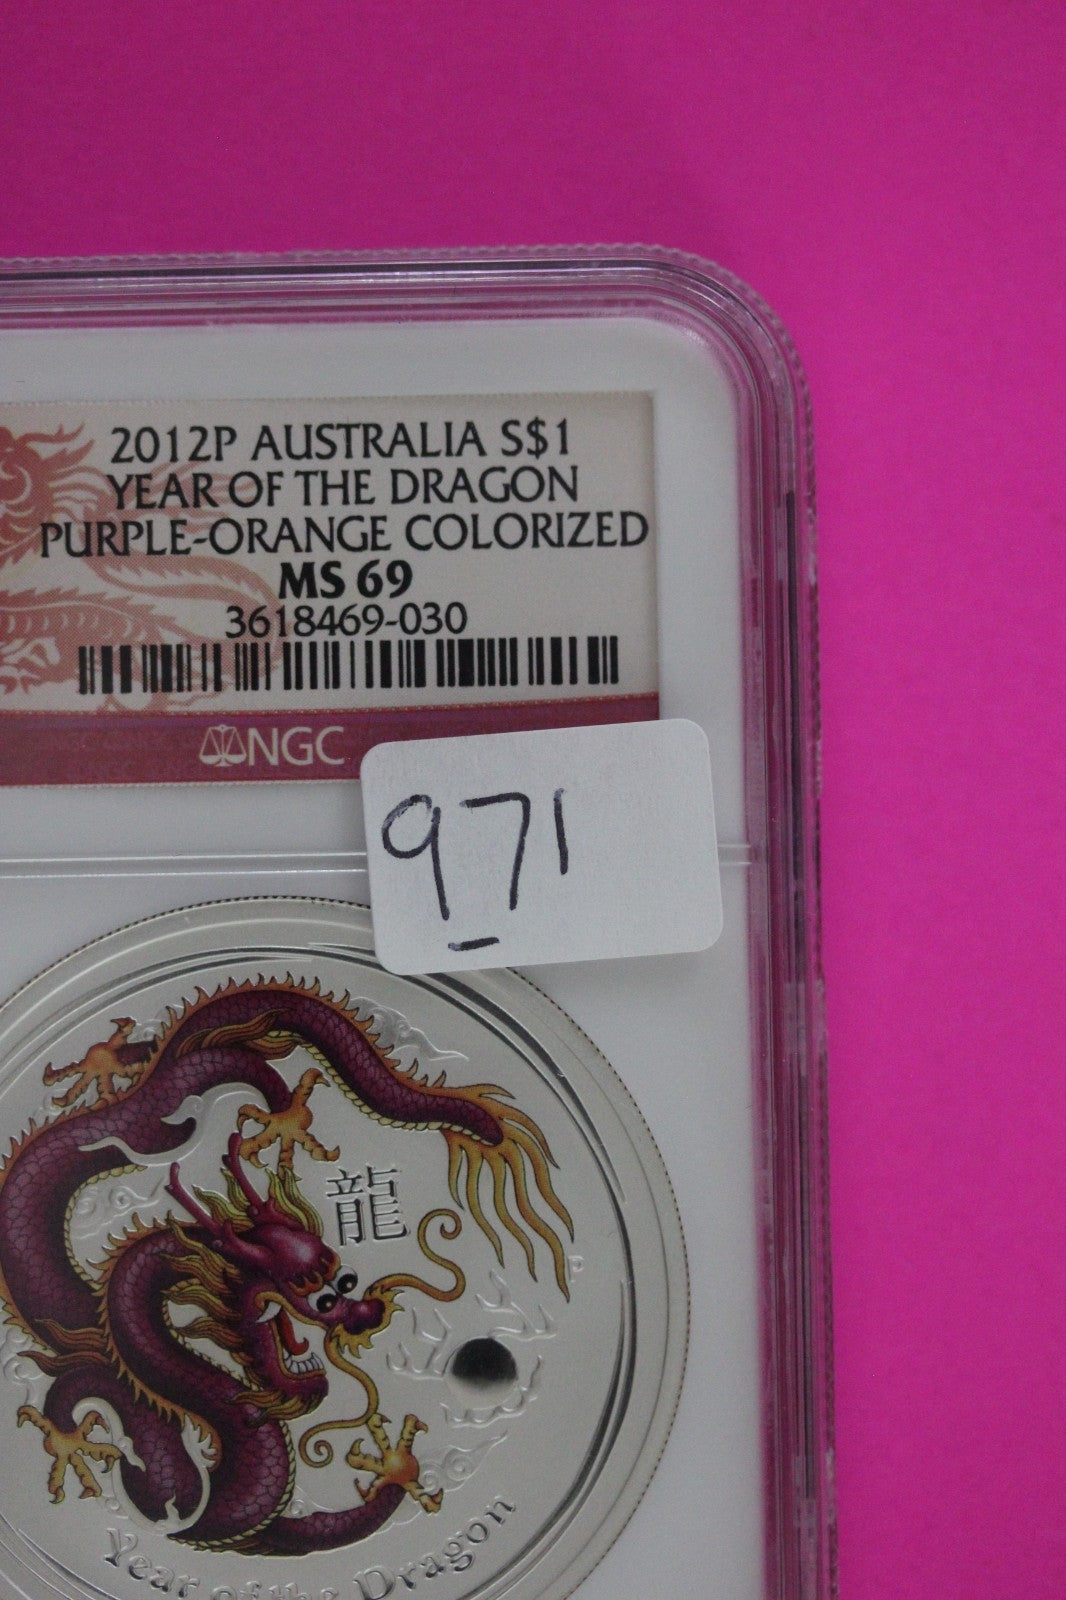 2012P AUSTRALIA S$1
YEAR OF THE DRAGON
PURPLE-ORANGE COLORIZED
MS 69
3618469-030
NGC
971
龍
P
Year of the Dragon